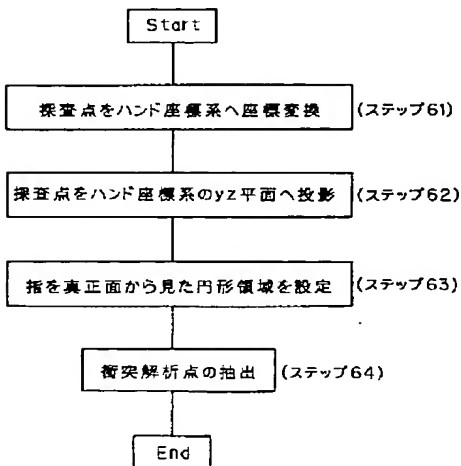 Start
探査点をハンド座標系へ座標変換 (ステップ61)
探査点をハンド座標系のyz平面へ投影 (ステップ62)
指を真正面から見た円形領域を設定 (ステップ63)
衝突解析点の抽出 (ステップ64)
End